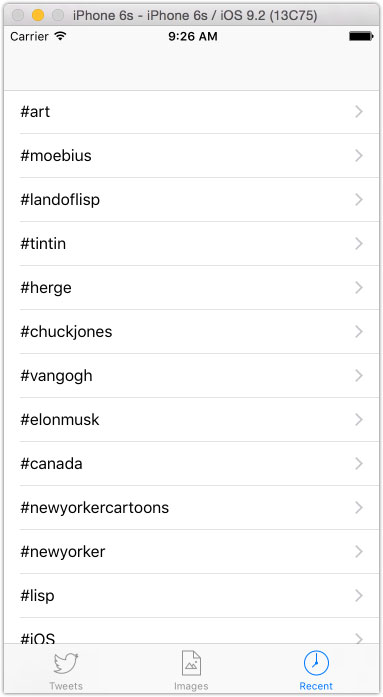 iPhone 6s - iPhone 6s / iOS 9.2 (13C75)
Carrier 9:26 AM
#art
#moebius
#landoflisp
#tintin
#herge
#chuckjones
#vangogh
#elonmusk
#canada
#newyorkercartoons
#newyorker
#lisp
#iOS
Tweets Images Recent